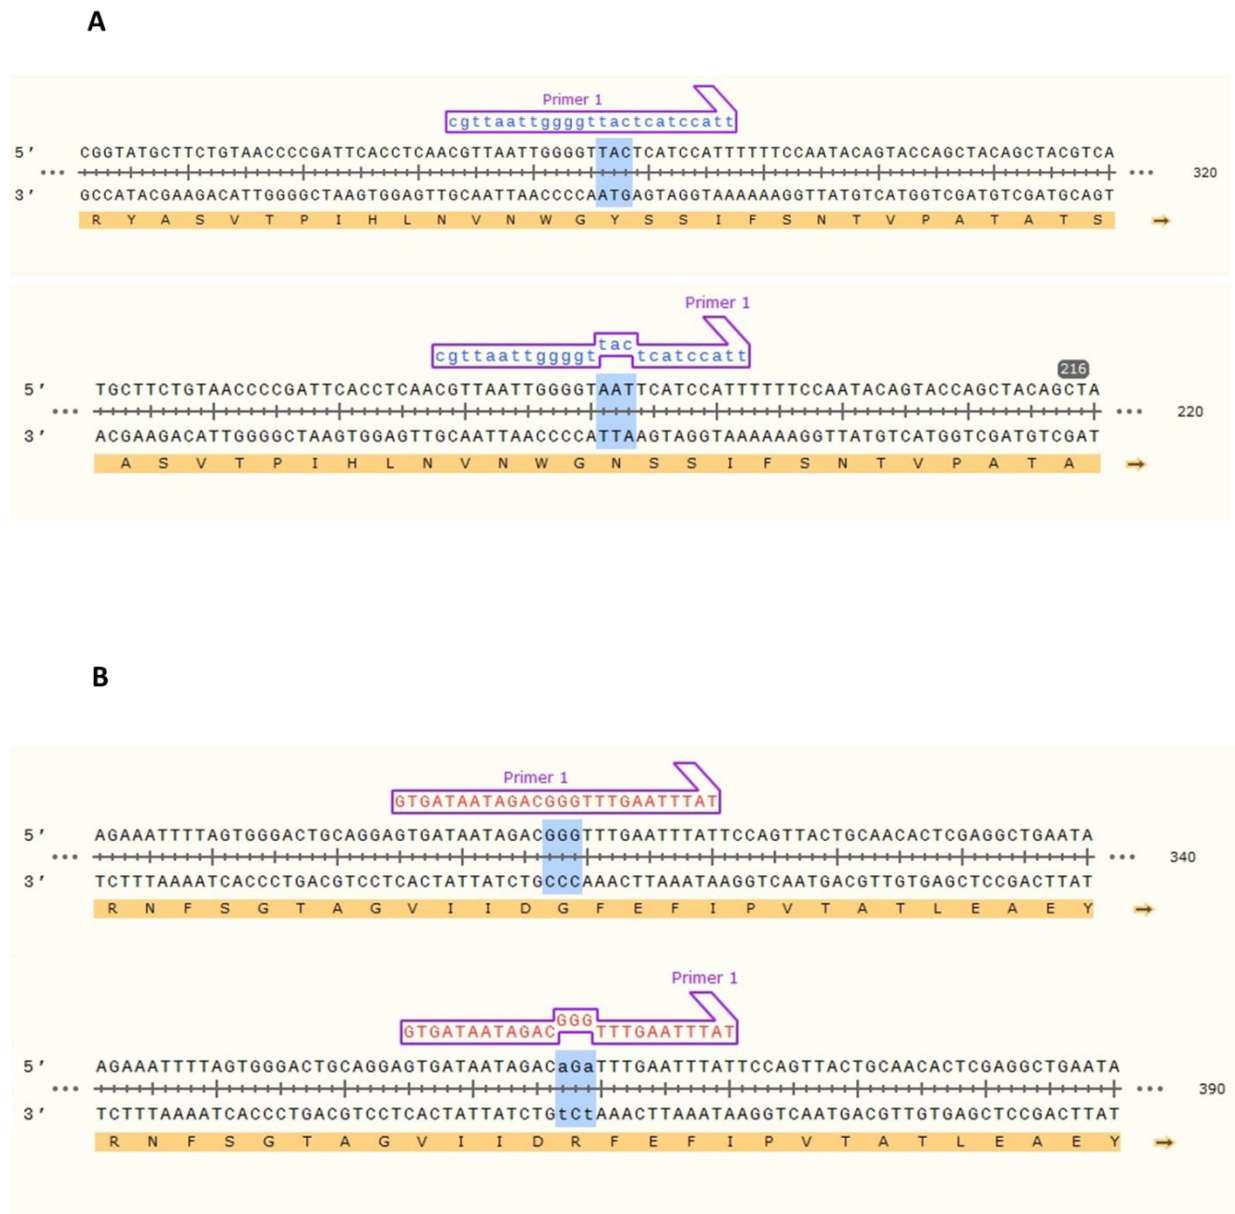 A
Primer 1
cgttaattggggttactcatccatt
5′ CGGTATGCTTCTGTAACCCCGATTCACCTCAACGTTAATTGGGGTTACTCATCCATTTTTTCCAATACAGTACCAGCTACAGCTACGTCA
... 320
3′ GCCATACGAAGACATTGGGGCTAAGTGGAGTTGCAATTAACCCCAATGAGTAGGTAAAAAAGGTTATGTCATGGTCGATGTCGATGCAGT
R Y A S V T P I H L N V N W G Y S S I F S N T V P A T A T S
Primer 1
tac
cgttaattggggt tcatccatt
216
5′ TGCTTCTGTAACCCCGATTCACCTCAACGTTAATTGGGGTAATTCATCCATTTTTTCCAATACAGTACCAGCTACAGCTA
... 220
3′ ACGAAGACATTGGGGCTAAGTGGAGTTGCAATTAACCCCATTAAGTAGGTAAAAAAGGTTATGTCATGGTCGATGTCGAT
A S V T P I H L N V N W G N S S I F S N T V P A T A
B
Primer 1
GTGATAATAGACGGGTTTGAATTTAT
5′ AGAAATTTTAGTGGGACTGCAGGAGTGATAATAGACGGGTTTGAATTTATTCCAGTTACTGCAACACTCGAGGCTGAATA
... 340
3′ TCTTTAAAATCACCCTGACGTCCTCACTATTATCTGCCCAAACTTAAATAAGGTCAATGACGTTGTGAGCTCCGACTTAT
R N F S G T A G V I I D G F E F I P V T A T L E A E Y
Primer 1
GGG
GTGATAATAGAC TTTGAATTTAT
5′ AGAAATTTTAGTGGGACTGCAGGAGTGATAATAGACaGaTTTGAATTTATTCCAGTTACTGCAACACTCGAGGCTGAATA
... 390
3′ TCTTTAAAATCACCCTGACGTCCTCACTATTATCTGtCtAAACTTAAATAAGGTCAATGACGTTGTGAGCTCCGACTTAT
R N F S G T A G V I I D R F E F I P V T A T L E A E Y